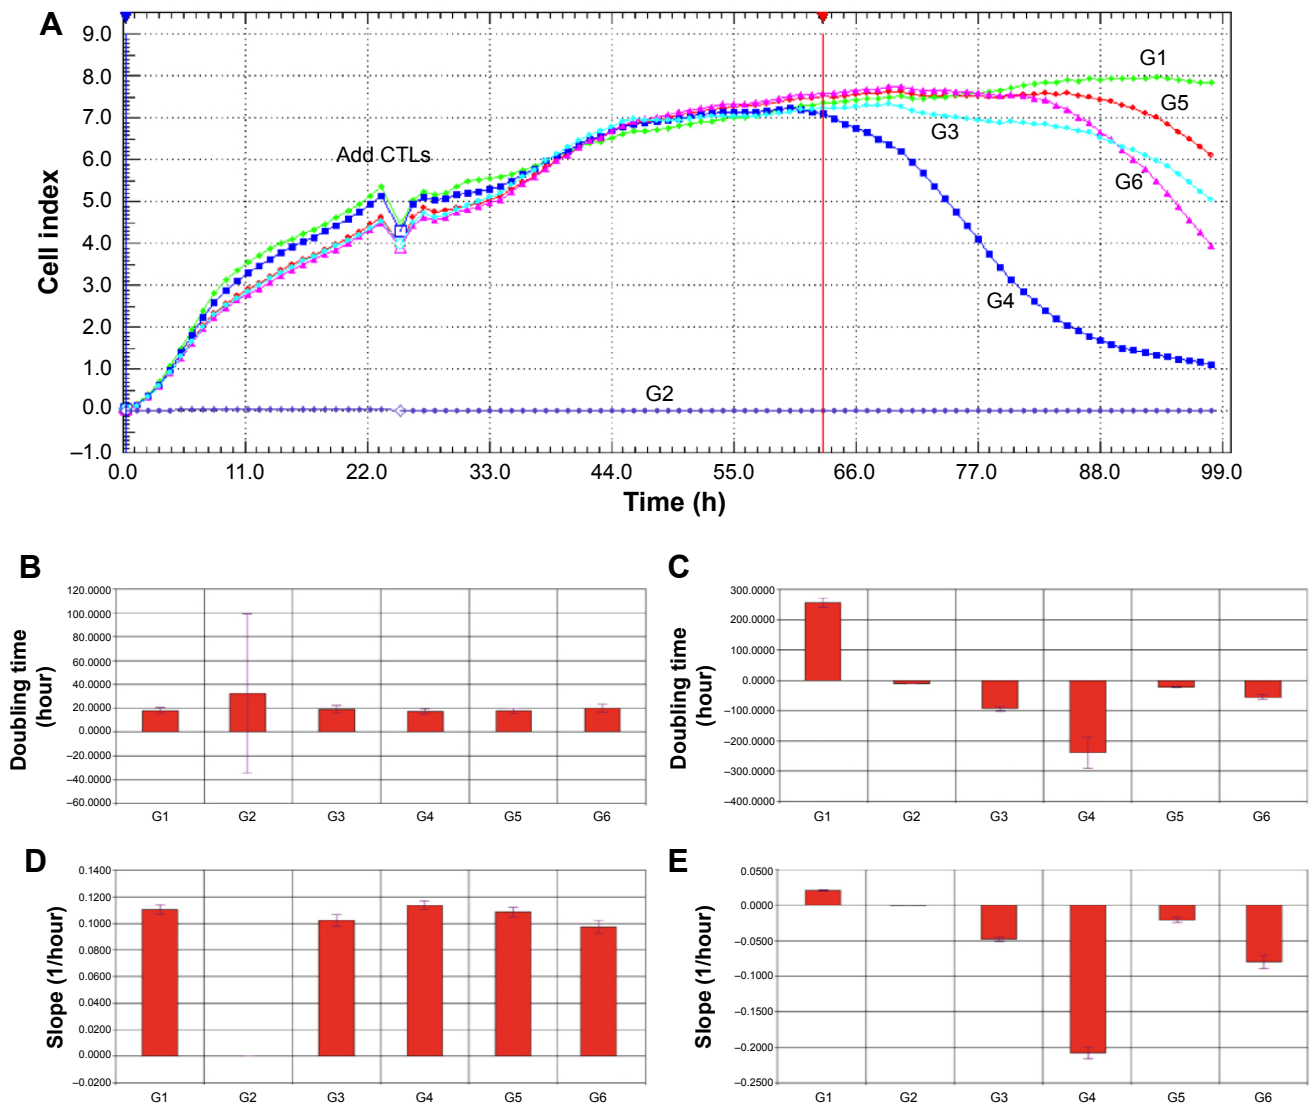 A
9.0
8.0
7.0
6.0
5.0
4.0
3.0
2.0
1.0
0.0
–1.0
Cell index
Add CTLs
G1
G5
G3
G6
G4
G2
0.0 11.0 22.0 33.0 44.0 55.0 66.0 77.0 88.0 99.0
Time (h)
B
120.0000
100.0000
80.0000
60.0000
40.0000
20.0000
0.0000
–20.0000
–40.0000
–60.0000
Doubling time
(hour)
G1 G2 G3 G4 G5 G6
C
300.0000
200.0000
100.0000
0.0000
–100.0000
–200.0000
–300.0000
–400.0000
Doubling time
(hour)
G1 G2 G3 G4 G5 G6
D
0.1400
0.1200
0.1000
0.0800
0.0600
0.0400
0.0200
0.0000
–0.0200
Slope (1/hour)
G1 G2 G3 G4 G5 G6
E
0.0500
0.0000
–0.0500
–0.1000
–0.1500
–0.2000
–0.2500
Slope (1/hour)
G1 G2 G3 G4 G5 G6